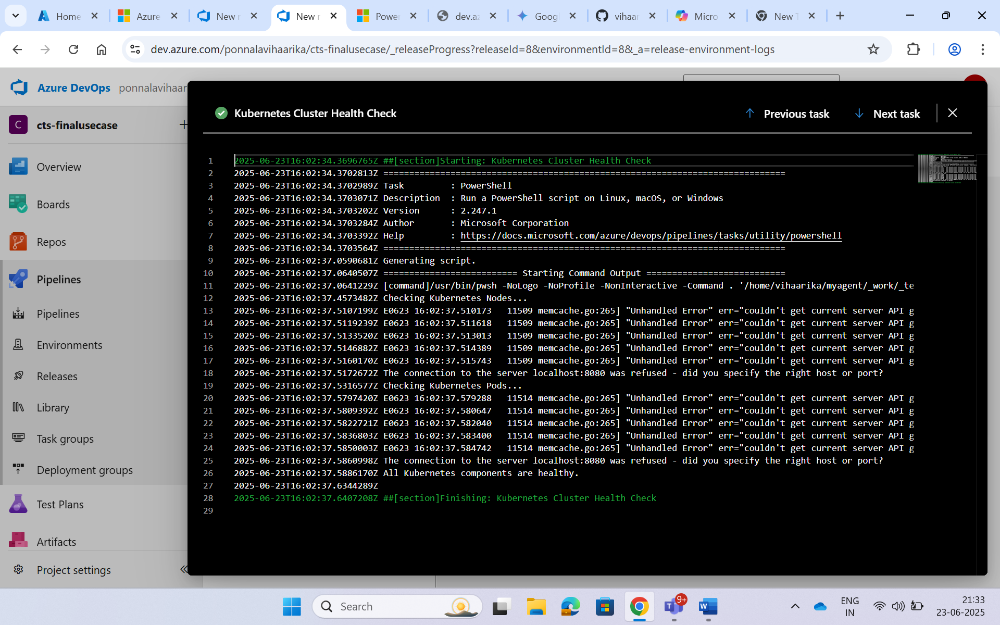 Home
Azure
New r
New r
Power
dev.az
Goog
vihaar
Micro
New T
dev.azure.com/ponnalavihaarika/cts-finalusecase/_releaseProgress?releaseId=8&environmentId=8&_a=release-environment-logs
Azure DevOps ponnalavihaar
C cts-finalusecase
Overview
Boards
Repos
Pipelines
Pipelines
Environments
Releases
Library
Task groups
Deployment groups
Test Plans
Artifacts
Project settings
Kubernetes Cluster Health Check
Previous task
Next task
1 2025-06-23T16:02:34.3696765Z ##[section]Starting: Kubernetes Cluster Health Check
2 2025-06-23T16:02:34.3702813Z ==============================================================================
3 2025-06-23T16:02:34.3702989Z Task         : PowerShell
4 2025-06-23T16:02:34.3703071Z Description  : Run a PowerShell script on Linux, macOS, or Windows
5 2025-06-23T16:02:34.3703202Z Version      : 2.247.1
6 2025-06-23T16:02:34.3703284Z Author       : Microsoft Corporation
7 2025-06-23T16:02:34.3703392Z Help         : https://docs.microsoft.com/azure/devops/pipelines/tasks/utility/powershell
8 2025-06-23T16:02:34.3703564Z ==============================================================================
9 2025-06-23T16:02:37.0590681Z Generating script.
10 2025-06-23T16:02:37.0640507Z ========================== Starting Command Output ===========================
11 2025-06-23T16:02:37.0641229Z [command]/usr/bin/pwsh -NoLogo -NoProfile -NonInteractive -Command . '/home/vihaarika/myagent/_work/_te
12 2025-06-23T16:02:37.4573482Z Checking Kubernetes Nodes...
13 2025-06-23T16:02:37.5107199Z E0623 16:02:37.510173   11509 memcache.go:265] "Unhandled Error" err="couldn't get current server API g
14 2025-06-23T16:02:37.5119239Z E0623 16:02:37.511618   11509 memcache.go:265] "Unhandled Error" err="couldn't get current server API g
15 2025-06-23T16:02:37.5133520Z E0623 16:02:37.513013   11509 memcache.go:265] "Unhandled Error" err="couldn't get current server API g
16 2025-06-23T16:02:37.5146882Z E0623 16:02:37.514389   11509 memcache.go:265] "Unhandled Error" err="couldn't get current server API g
17 2025-06-23T16:02:37.5160170Z E0623 16:02:37.515743   11509 memcache.go:265] "Unhandled Error" err="couldn't get current server API g
18 2025-06-23T16:02:37.5172672Z The connection to the server localhost:8080 was refused - did you specify the right host or port?
19 2025-06-23T16:02:37.5316577Z Checking Kubernetes Pods...
20 2025-06-23T16:02:37.5797420Z E0623 16:02:37.579288   11514 memcache.go:265] "Unhandled Error" err="couldn't get current server API g
21 2025-06-23T16:02:37.5809392Z E0623 16:02:37.580647   11514 memcache.go:265] "Unhandled Error" err="couldn't get current server API g
22 2025-06-23T16:02:37.5822721Z E0623 16:02:37.582040   11514 memcache.go:265] "Unhandled Error" err="couldn't get current server API g
23 2025-06-23T16:02:37.5836803Z E0623 16:02:37.583400   11514 memcache.go:265] "Unhandled Error" err="couldn't get current server API g
24 2025-06-23T16:02:37.5850003Z E0623 16:02:37.584742   11514 memcache.go:265] "Unhandled Error" err="couldn't get current server API g
25 2025-06-23T16:02:37.5860998Z The connection to the server localhost:8080 was refused - did you specify the right host or port?
26 2025-06-23T16:02:37.5886170Z All Kubernetes components are healthy.
27 2025-06-23T16:02:37.6344289Z
28 2025-06-23T16:02:37.6407208Z ##[section]Finishing: Kubernetes Cluster Health Check
29
Search
9+
ENG
IN
21:33
23-06-2025